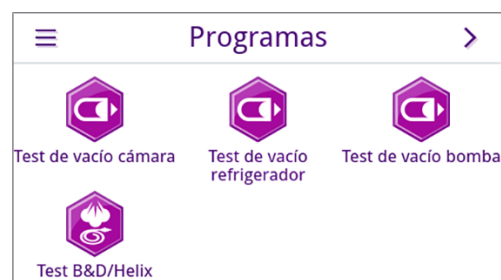 Programas
Test de vacío cámara
Test de vacío
refrigerador
Test de vacío bomba
Test B&D/Helix